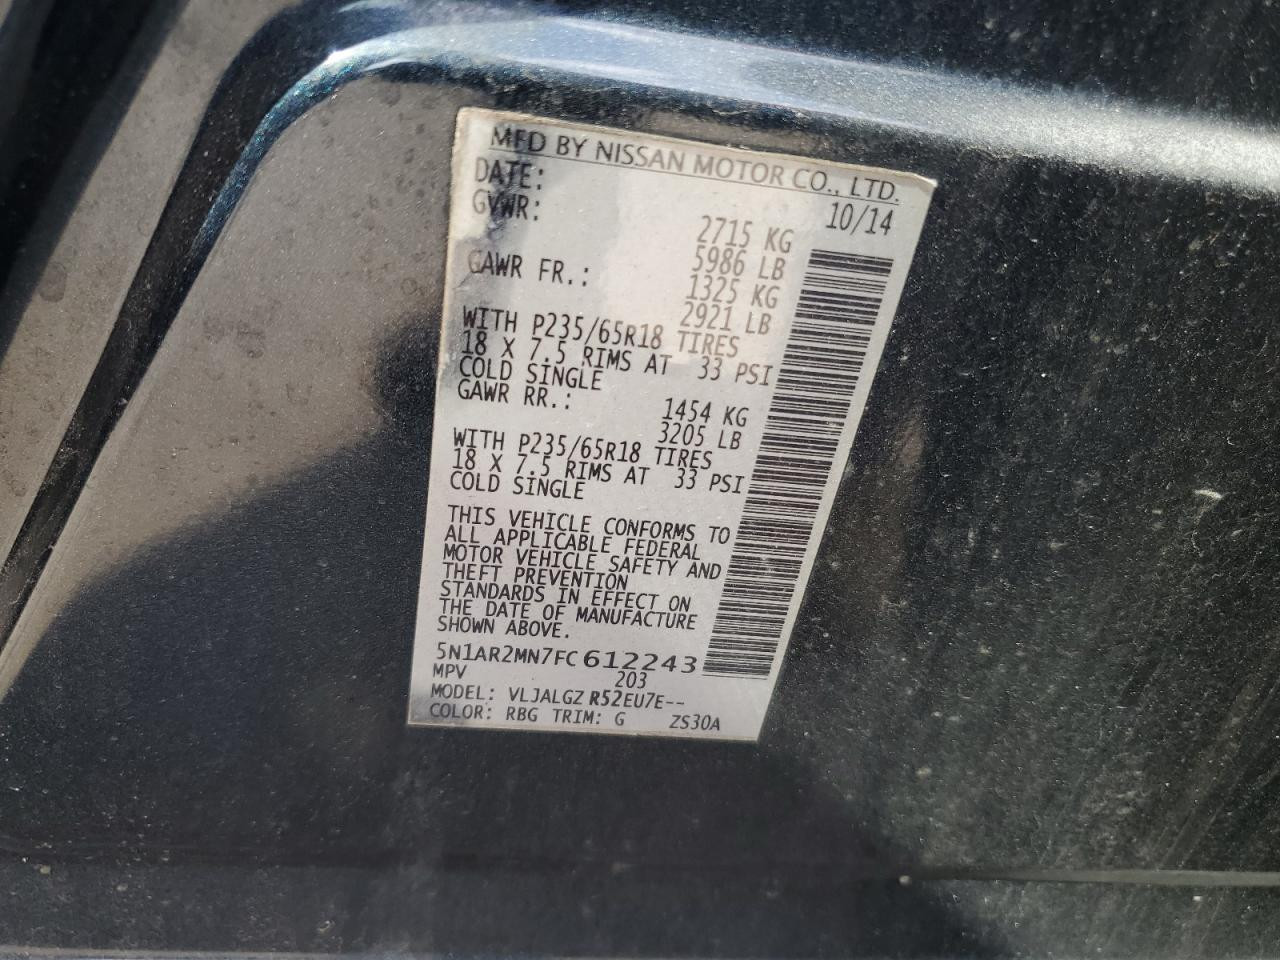 MFD BY NISSAN MOTOR CO., LTD.
DATE: 10/14
GVWR: 2715 KG
5986 LB
GAWR FR.: 1325 KG
2921 LB
WITH P235/65R18 TIRES
18 X 7.5 RIMS AT 33 PSI
COLD SINGLE
GAWR RR.: 1454 KG
3205 LB
WITH P235/65R18 TIRES
18 X 7.5 RIMS AT 33 PSI
COLD SINGLE
THIS VEHICLE CONFORMS TO
ALL APPLICABLE FEDERAL
MOTOR VEHICLE SAFETY AND
THEFT PREVENTION
STANDARDS IN EFFECT ON
THE DATE OF MANUFACTURE
SHOWN ABOVE.
5N1AR2MN7FC612243
MPV 203
MODEL: VLJALGZ R52EU7E--
COLOR: RBG TRIM: G ZS30A